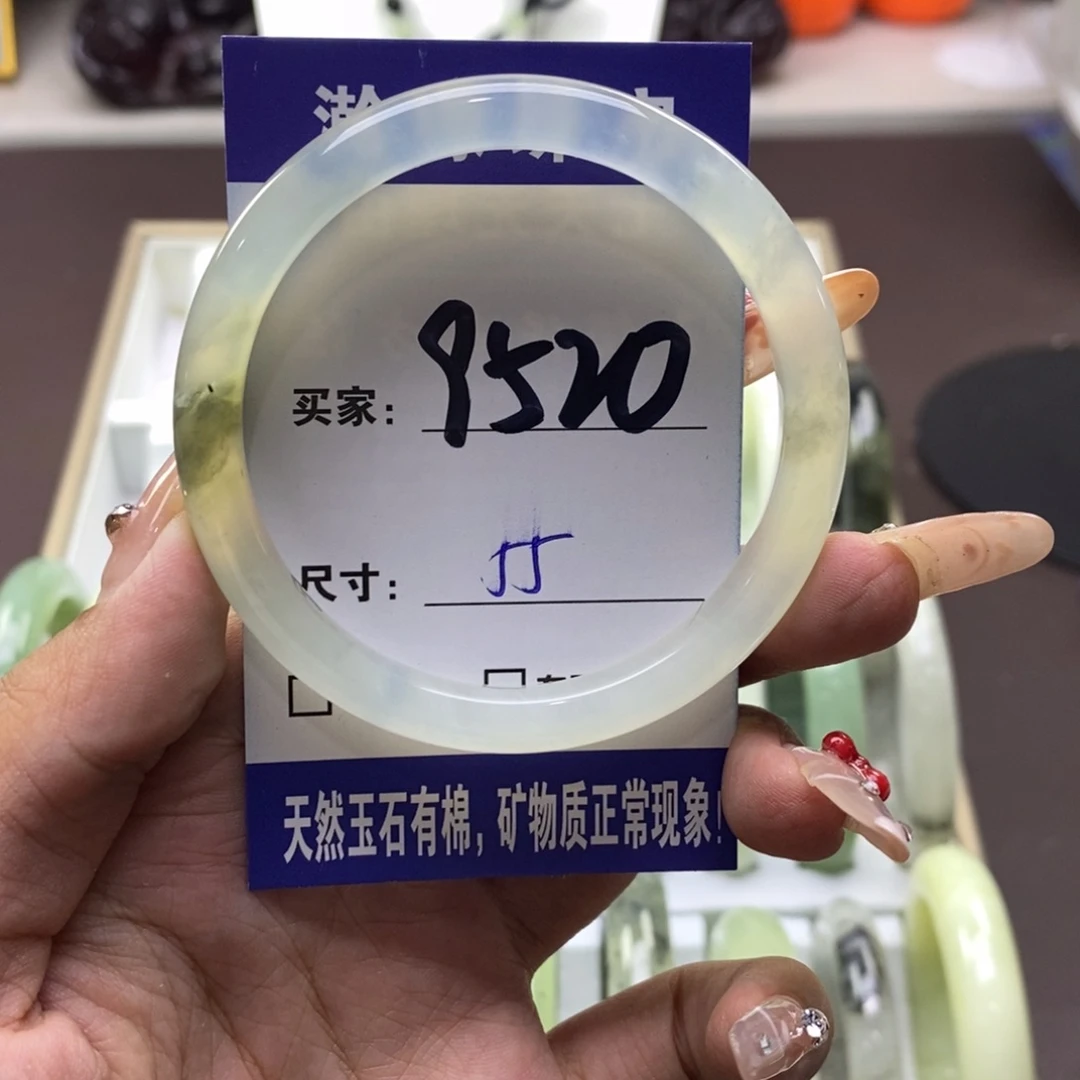 买家: 9520
尺寸: 55
天然玉石有棉, 矿物质正常现象!